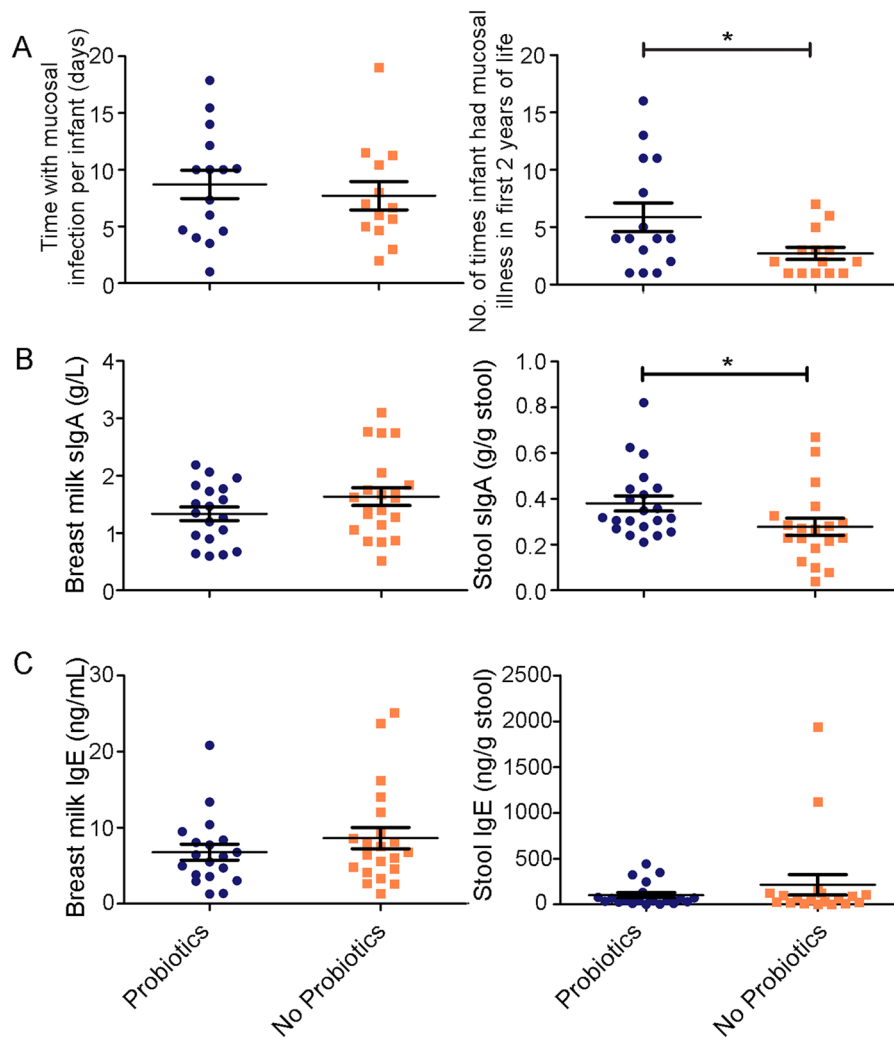 A
Time with mucosal
infection per infant (days)
20
15
10
5
0
No. of times infant had mucosal
illness in first 2 years of life
20
15
10
5
0
*
B
Breast milk sIgA (g/L)
4
3
2
1
0
Stool sIgA (g/g stool)
1.0
0.8
0.6
0.4
0.2
0.0
*
C
Breast milk IgE (ng/mL)
30
20
10
0
Stool IgE (ng/g stool)
2500
2000
1500
1000
500
0
Probiotics
No Probiotics
Probiotics
No Probiotics